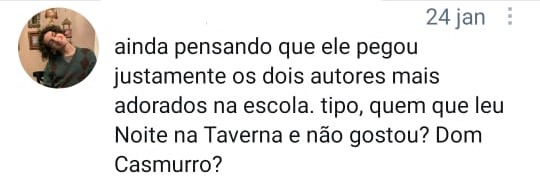 24 jan
ainda pensando que ele pegou
justamente os dois autores mais
adorados na escola. tipo, quem que leu
Noite na Taverna e não gostou? Dom
Casmurro?